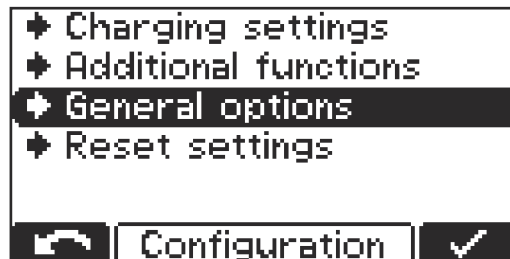 Charging settings
Additional functions
General options
Reset settings
Configuration